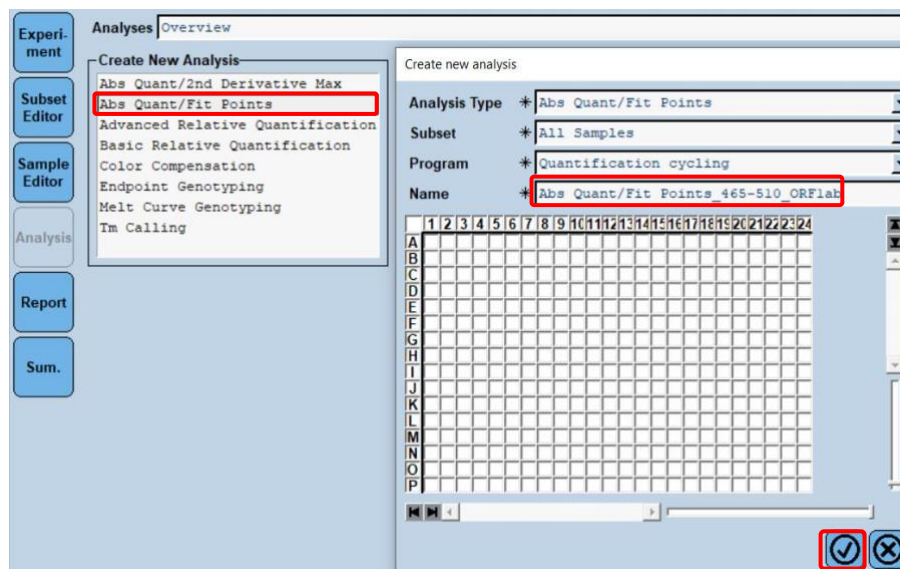 Experi-
ment
Subset
Editor
Sample
Editor
Analysis
Report
Sum.
Analyses Overview
Create New Analysis
Abs Quant/2nd Derivative Max
Abs Quant/Fit Points
Advanced Relative Quantification
Basic Relative Quantification
Color Compensation
Endpoint Genotyping
Melt Curve Genotyping
Tm Calling
Create new analysis
Analysis Type * Abs Quant/Fit Points
Subset * All Samples
Program * Quantification cycling
Name * Abs Quant/Fit Points_465-510_ORFlab
1 2 3 4 5 6 7 8 9 10 11 12 13 14 15 16 17 18 19 20 21 22 23 24
A
B
C
D
E
F
G
H
I
J
K
L
M
N
O
P